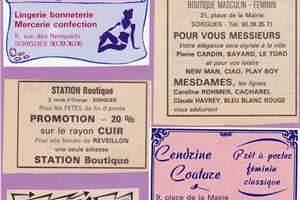 Lingerie bonneterie
Mercerie confection
5, rue des Remparts
SORGUES 90.39.36.06
STATION Boutique
3, route d'Orange - SORGUES
Pour les FETES de fin d'année
PROMOTION — 20 %
sur le rayon CUIR
Pour vos tenues de REVEILLON
une seule adresse
STATION Boutique
BOUTIQUE MASCULIN - FEMININ
21, place de la Mairie
SORGUES - Tél. 90.39.35.71
POUR VOUS MESSIEURS
Votre élégance sera signée à la ville
Pierre CARDIN, BAYARD, LE TORO
et pour vos loisirs
NEW MAN, CIAO, PLAY BOY
MESDAMES, les lignes
Caroline ROHMER, CACHAREL
Claude HAVREY, BLEU BLANC ROUGE
vous séduiront
Cendrine
Couture
Prêt à porter
féminin
classique
9, place de la Mairie